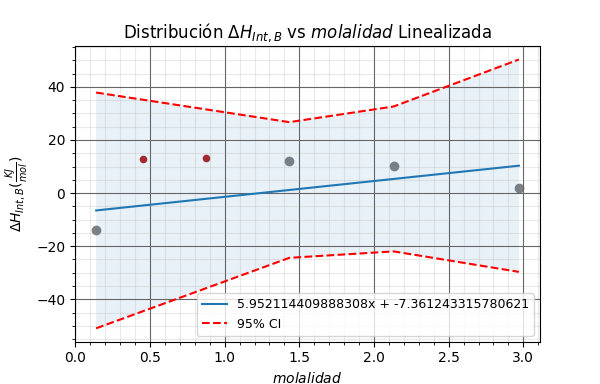 Distribución ΔH_{Int,B} vs molalidad Linealizada
ΔH_{Int,B}(\frac{KJ}{mol})
40
20
0
−20
−40
5.952114409888308x + -7.361243315780621
95% CI
0.0 0.5 1.0 1.5 2.0 2.5 3.0
molalidad